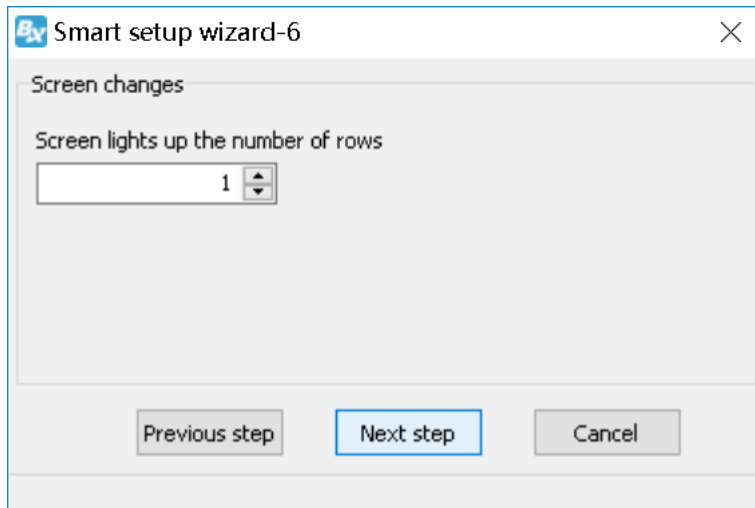 BX Smart setup wizard-6
Screen changes
Screen lights up the number of rows
1
Previous step Next step Cancel